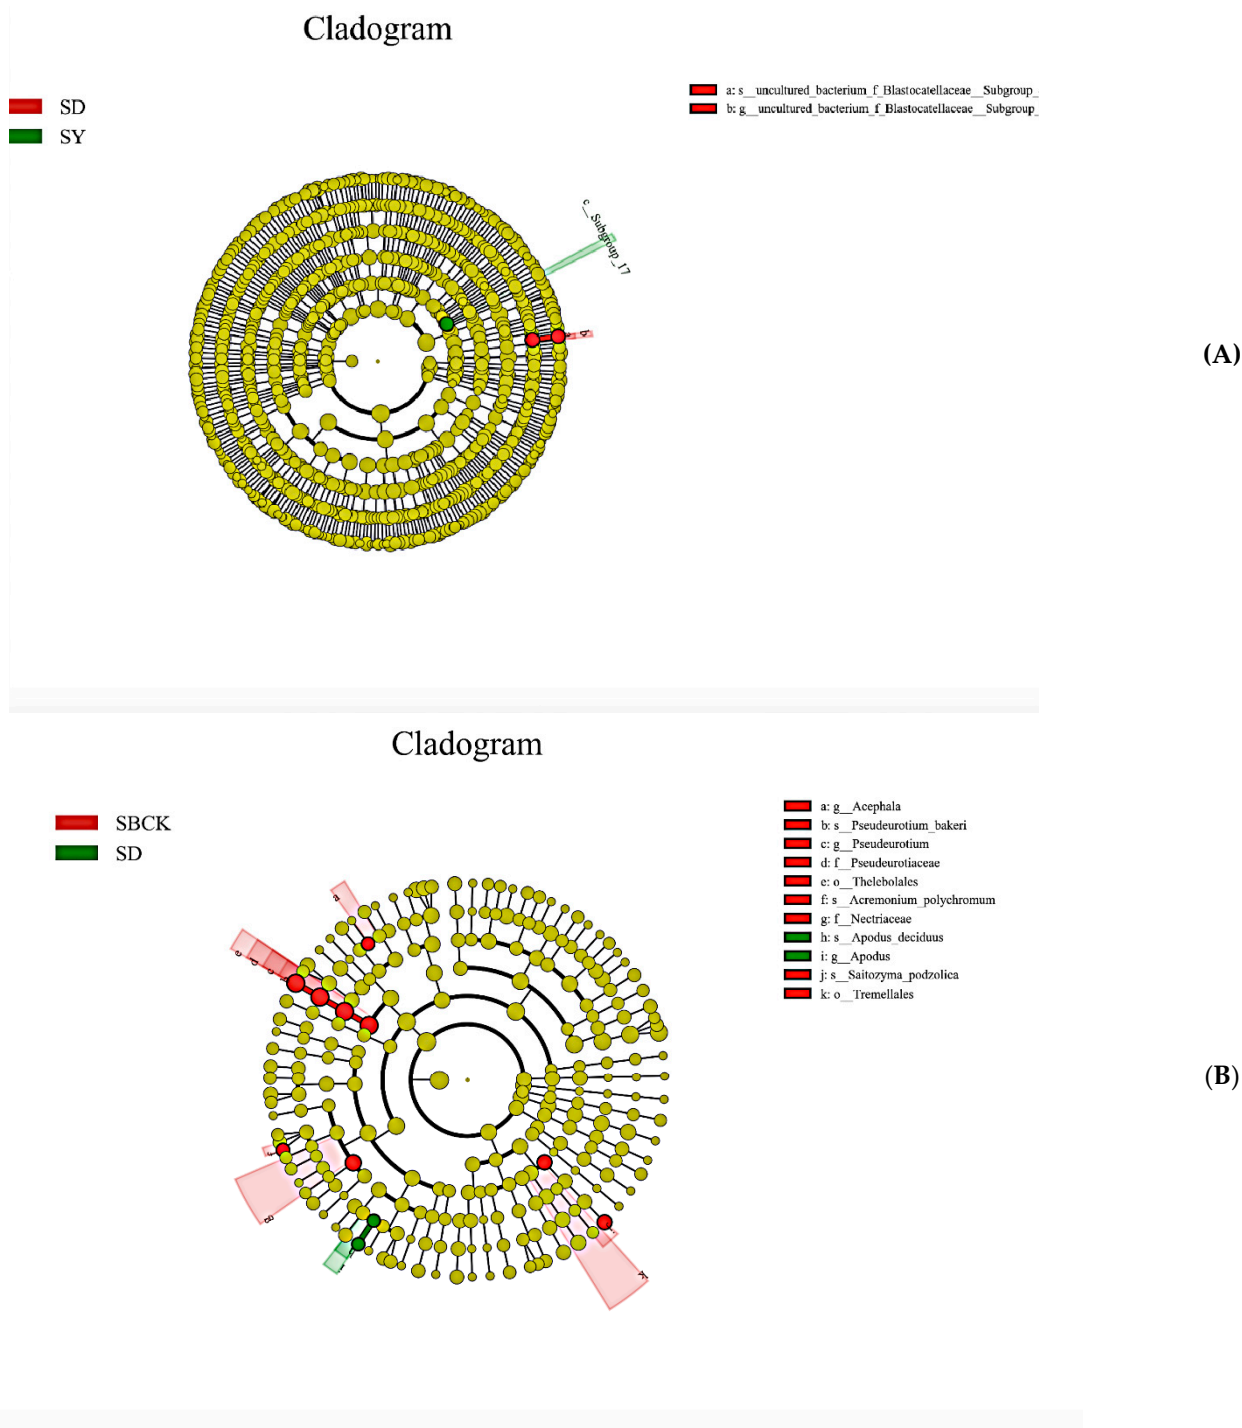 Cladogram
SD
SY
a: s__uncultured_bacterium_f_Blastocatellaceae__Subgroup_
b: g__uncultured_bacterium_f_Blastocatellaceae__Subgroup_
c__Subgroup_17
b
(A)
Cladogram
SBCK
SD
a: g__Acephala
b: s__Pseudeurotium_bakeri
c: g__Pseudeurotium
d: f__Pseudeurotiaceae
e: o__Thelebolales
f: s__Acremonium_polychromum
g: f__Nectriaceae
h: s__Apodus_deciduus
i: g__Apodus
j: s__Saitozyma_podzolica
k: o__Tremellales
a
e
d
c
g
k
(B)